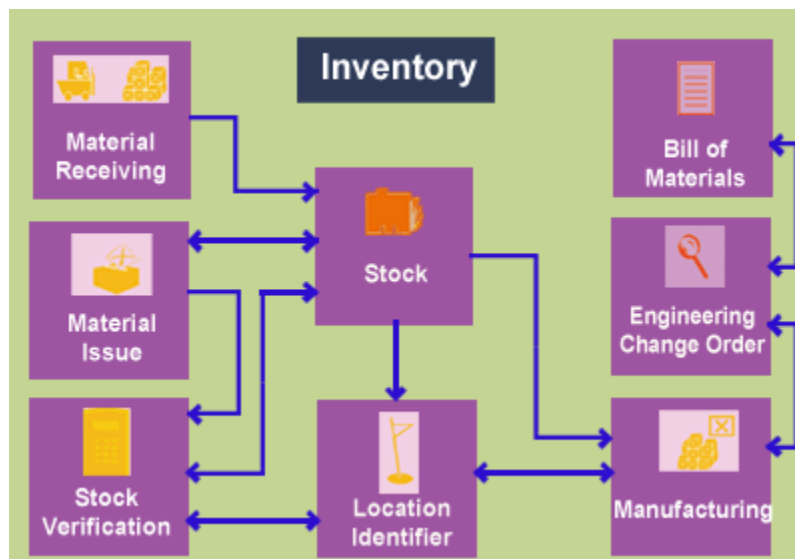 Inventory
Material
Receiving
Bill of
Materials
Stock
Material
Issue
Engineering
Change Order
Stock
Verification
Location
Identifier
Manufacturing